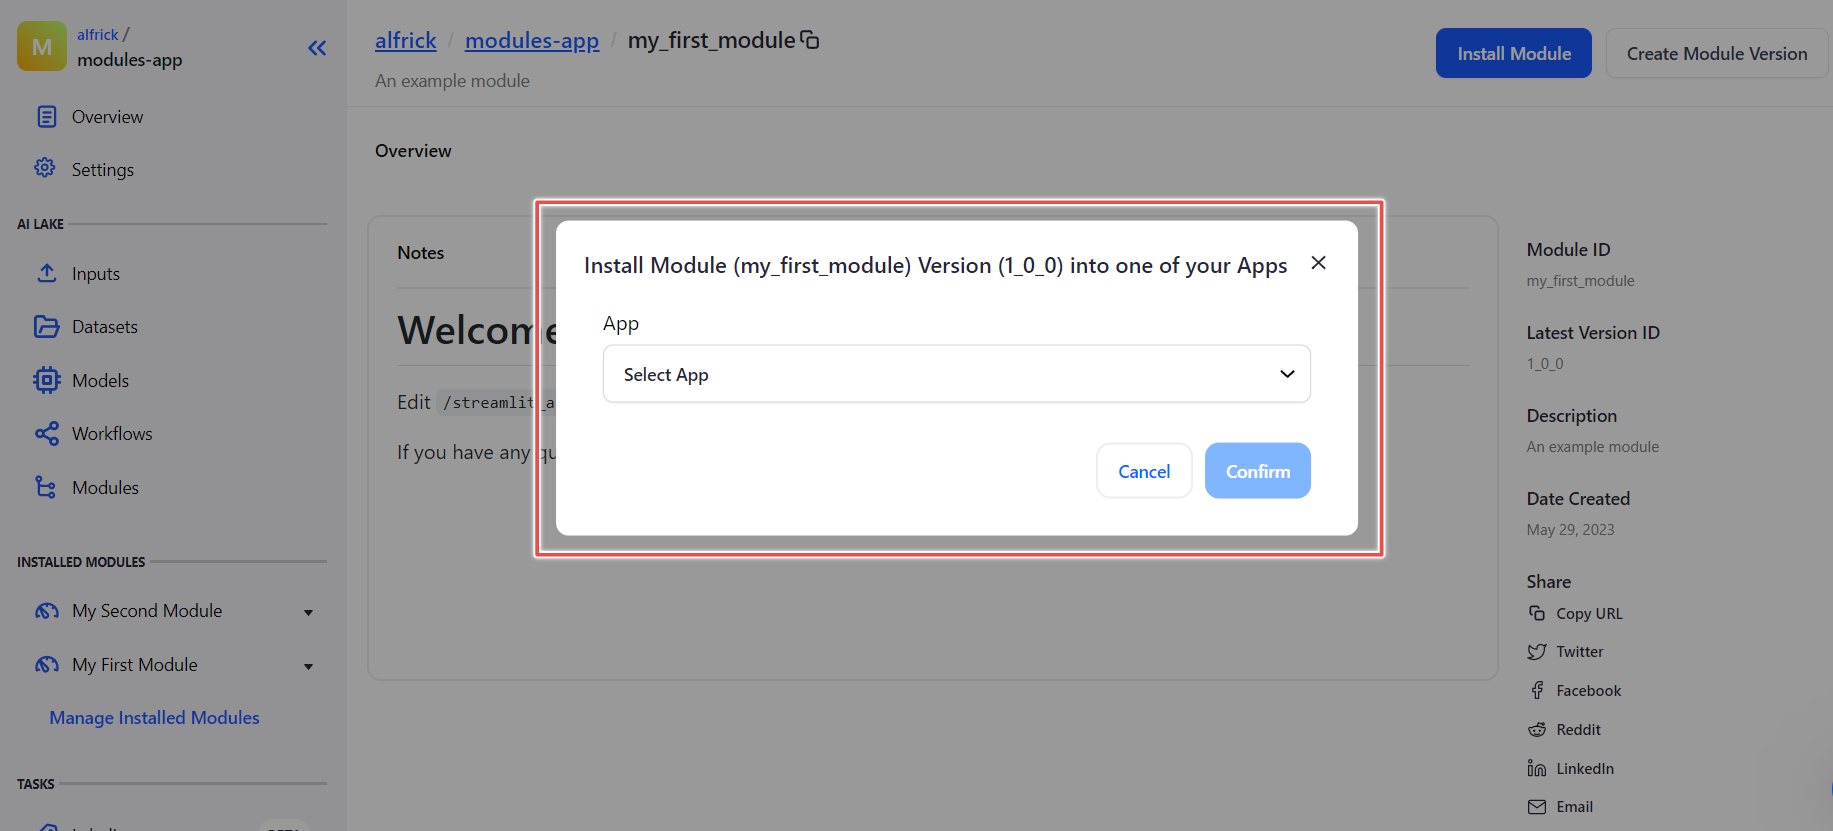 M
alfrick /
modules-app
Overview
Settings
AI LAKE
Inputs
Datasets
Models
Workflows
Modules
INSTALLED MODULES
My Second Module
My First Module
Manage Installed Modules
TASKS
alfrick / modules-app / my_first_module
An example module
Install Module
Create Module Version
Overview
Notes
Welcome
Edit /streamlit_a
If you have any qu
Install Module (my_first_module) Version (1_0_0) into one of your Apps
App
Select App
Cancel
Confirm
Module ID
my_first_module
Latest Version ID
1_0_0
Description
An example module
Date Created
May 29, 2023
Share
Copy URL
Twitter
Facebook
Reddit
LinkedIn
Email